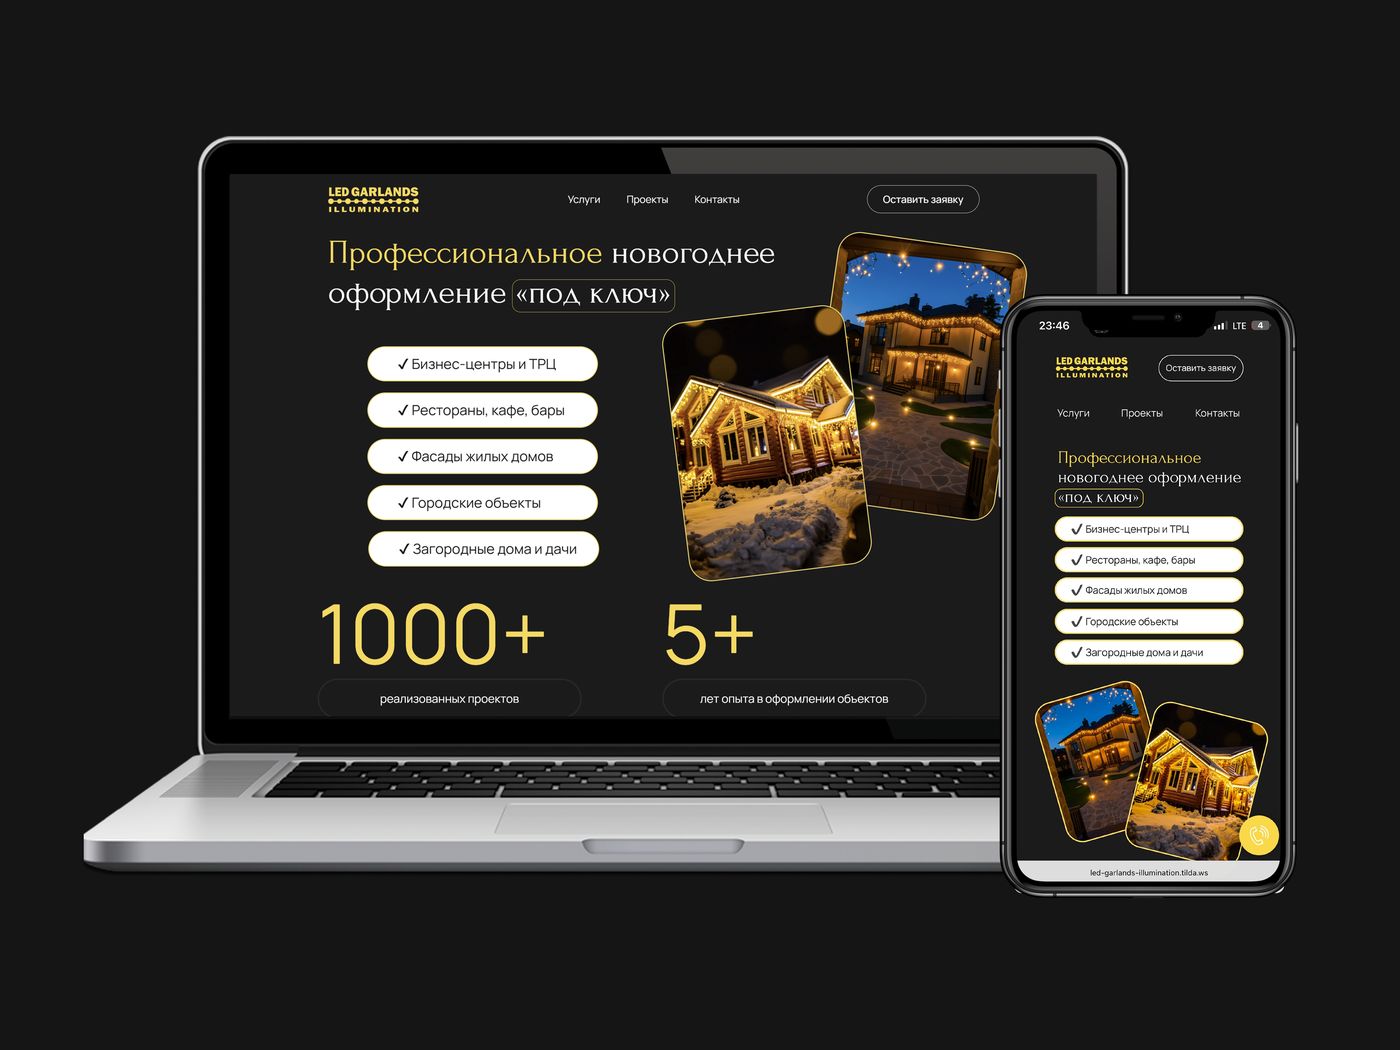 LED GARLANDS
ILLUMINATION
Услуги Проекты Контакты
Оставить заявку
Профессиональное новогоднее
оформление «под ключ»
✓ Бизнес-центры и ТРЦ
✓ Рестораны, кафе, бары
✓ Фасады жилых домов
✓ Городские объекты
✓ Загородные дома и дачи
1000+
реализованных проектов
5+
лет опыта в оформлении объектов
23:46
LTE 4
LED GARLANDS
ILLUMINATION
Оставить заявку
Услуги Проекты Контакты
Профессиональное
новогоднее оформление
«под ключ»
✓ Бизнес-центры и ТРЦ
✓ Рестораны, кафе, бары
✓ Фасады жилых домов
✓ Городские объекты
✓ Загородные дома и дачи
led-garlands-illumination.tilda.ws